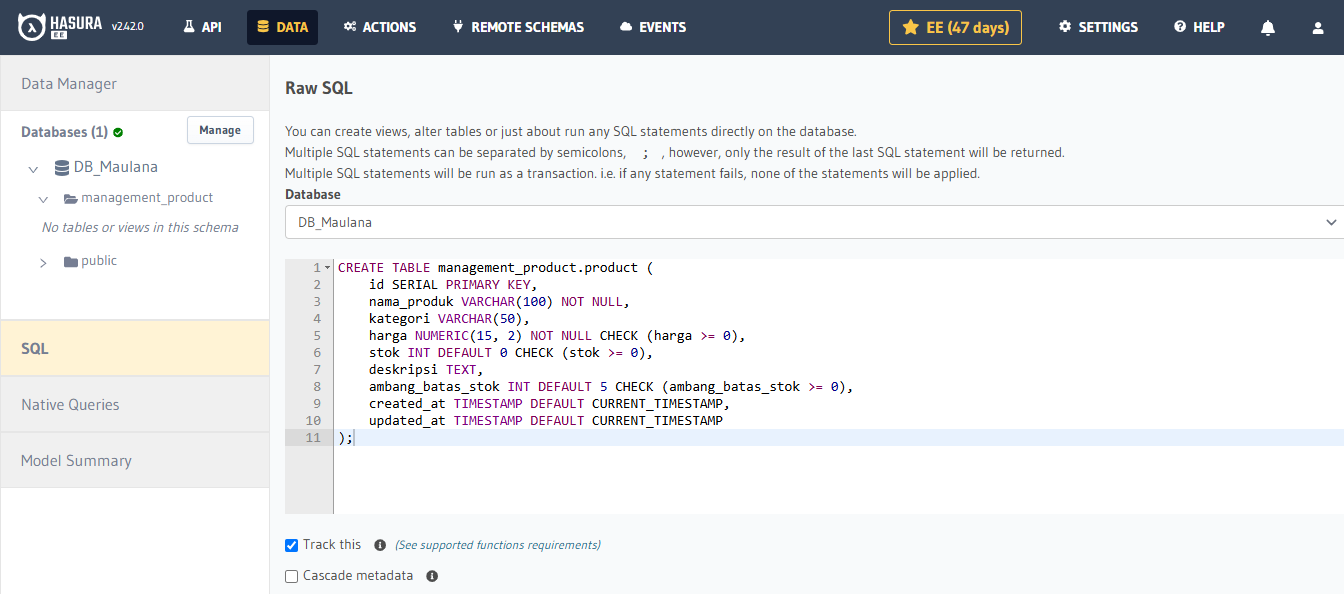 HASURA EE v2.42.0 API DATA ACTIONS REMOTE SCHEMAS EVENTS EE (47 days) SETTINGS HELP
Data Manager
Databases (1) Manage
DB_Maulana
management_product
No tables or views in this schema
public
SQL
Native Queries
Model Summary
Raw SQL
You can create views, alter tables or just about run any SQL statements directly on the database.
Multiple SQL statements can be separated by semicolons, ; , however, only the result of the last SQL statement will be returned.
Multiple SQL statements will be run as a transaction. i.e. if any statement fails, none of the statements will be applied.
Database
DB_Maulana
1 CREATE TABLE management_product.product (
2 id SERIAL PRIMARY KEY,
3 nama_produk VARCHAR(100) NOT NULL,
4 kategori VARCHAR(50),
5 harga NUMERIC(15, 2) NOT NULL CHECK (harga >= 0),
6 stok INT DEFAULT 0 CHECK (stok >= 0),
7 deskripsi TEXT,
8 ambang_batas_stok INT DEFAULT 5 CHECK (ambang_batas_stok >= 0),
9 created_at TIMESTAMP DEFAULT CURRENT_TIMESTAMP,
10 updated_at TIMESTAMP DEFAULT CURRENT_TIMESTAMP
11 );
Track this (See supported functions requirements)
Cascade metadata